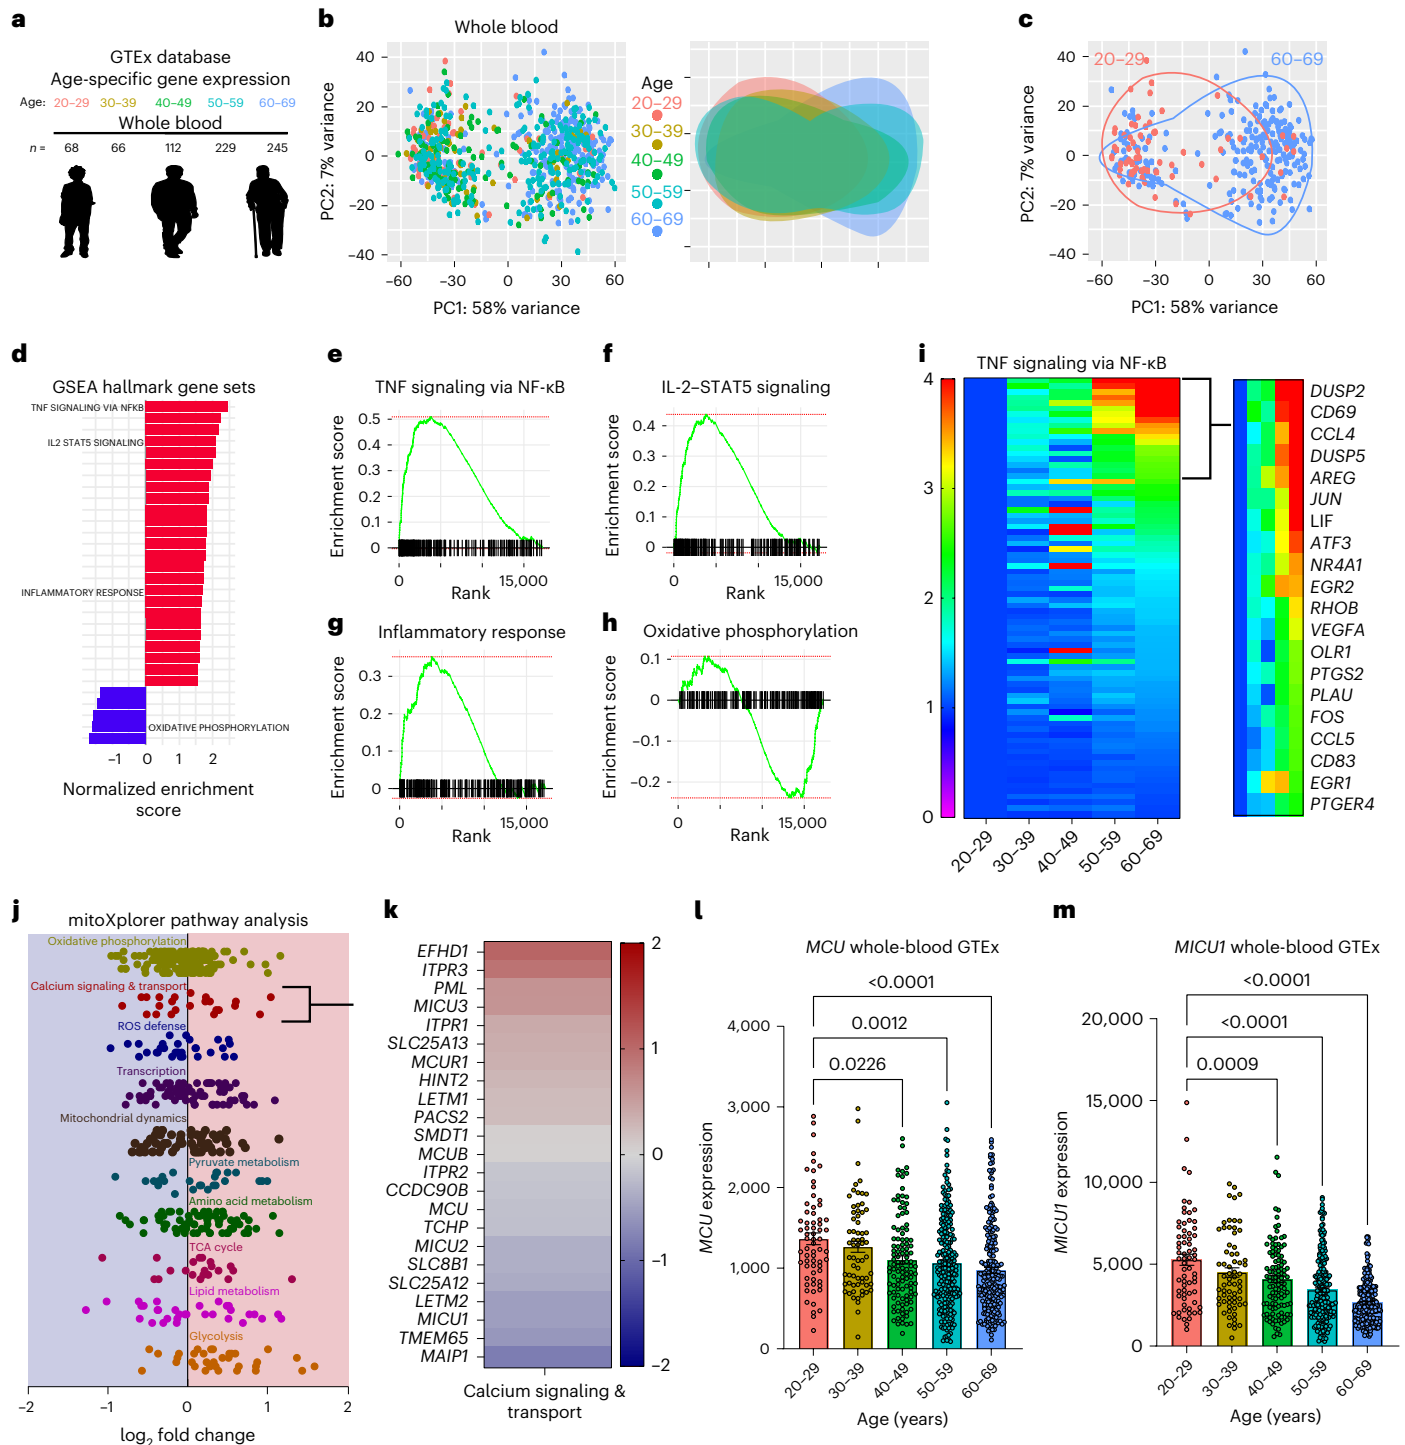 a
GTEx database
Age-specific gene expression
Age: 20–29 30–39 40–49 50–59 60–69
Whole blood
n = 68 66 112 229 245
b
Whole blood
PC2: 7% variance
40
20
0
−20
−40
−60 −30 0 30 60
PC1: 58% variance
Age
20–29
30–39
40–49
50–59
60–69
c
20–29
60–69
PC2: 7% variance
40
20
0
−20
−40
−60 −30 0 30 60
PC1: 58% variance
d
GSEA hallmark gene sets
TNF SIGNALING VIA NFKB
IL2 STAT5 SIGNALING
INFLAMMATORY RESPONSE
OXIDATIVE PHOSPHORYLATION
−1 0 1 2
Normalized enrichment
score
e
TNF signaling via NF-κB
Enrichment score
0.5
0.4
0.3
0.2
0.1
0
0 15,000
Rank
f
IL-2–STAT5 signaling
Enrichment score
0.4
0.3
0.2
0.1
0
0 15,000
Rank
g
Inflammatory response
Enrichment score
0.3
0.2
0.1
0
0 15,000
Rank
h
Oxidative phosphorylation
Enrichment score
0.1
0
−0.1
−0.2
0 15,000
Rank
i
TNF signaling via NF-κB
4
3
2
1
0
20–29 30–39 40–49 50–59 60–69
DUSP2
CD69
CCL4
DUSP5
AREG
JUN
LIF
ATF3
NR4A1
EGR2
RHOB
VEGFA
OLR1
PTGS2
PLAU
FOS
CCL5
CD83
EGR1
PTGER4
j
mitoXplorer pathway analysis
Oxidative phosphorylation
Calcium signaling & transport
ROS defense
Transcription
Mitochondrial dynamics
Pyruvate metabolism
Amino acid metabolism
TCA cycle
Lipid metabolism
Glycolysis
−2 −1 0 1 2
log2 fold change
k
EFHD1
ITPR3
PML
MICU3
ITPR1
SLC25A13
MCUR1
HINT2
LETM1
PACS2
SMDT1
MCUB
ITPR2
CCDC90B
MCU
TCHP
MICU2
SLC8B1
SLC25A12
LETM2
MICU1
TMEM65
MAIP1
2
1
0
−1
−2
Calcium signaling &
transport
l
MCU whole-blood GTEx
<0.0001
0.0012
0.0226
MCU expression
4,000
3,000
2,000
1,000
0
20–29 30–39 40–49 50–59 60–69
Age (years)
m
MICU1 whole-blood GTEx
<0.0001
<0.0001
0.0009
MICU1 expression
20,000
15,000
10,000
5,000
0
20–29 30–39 40–49 50–59 60–69
Age (years)